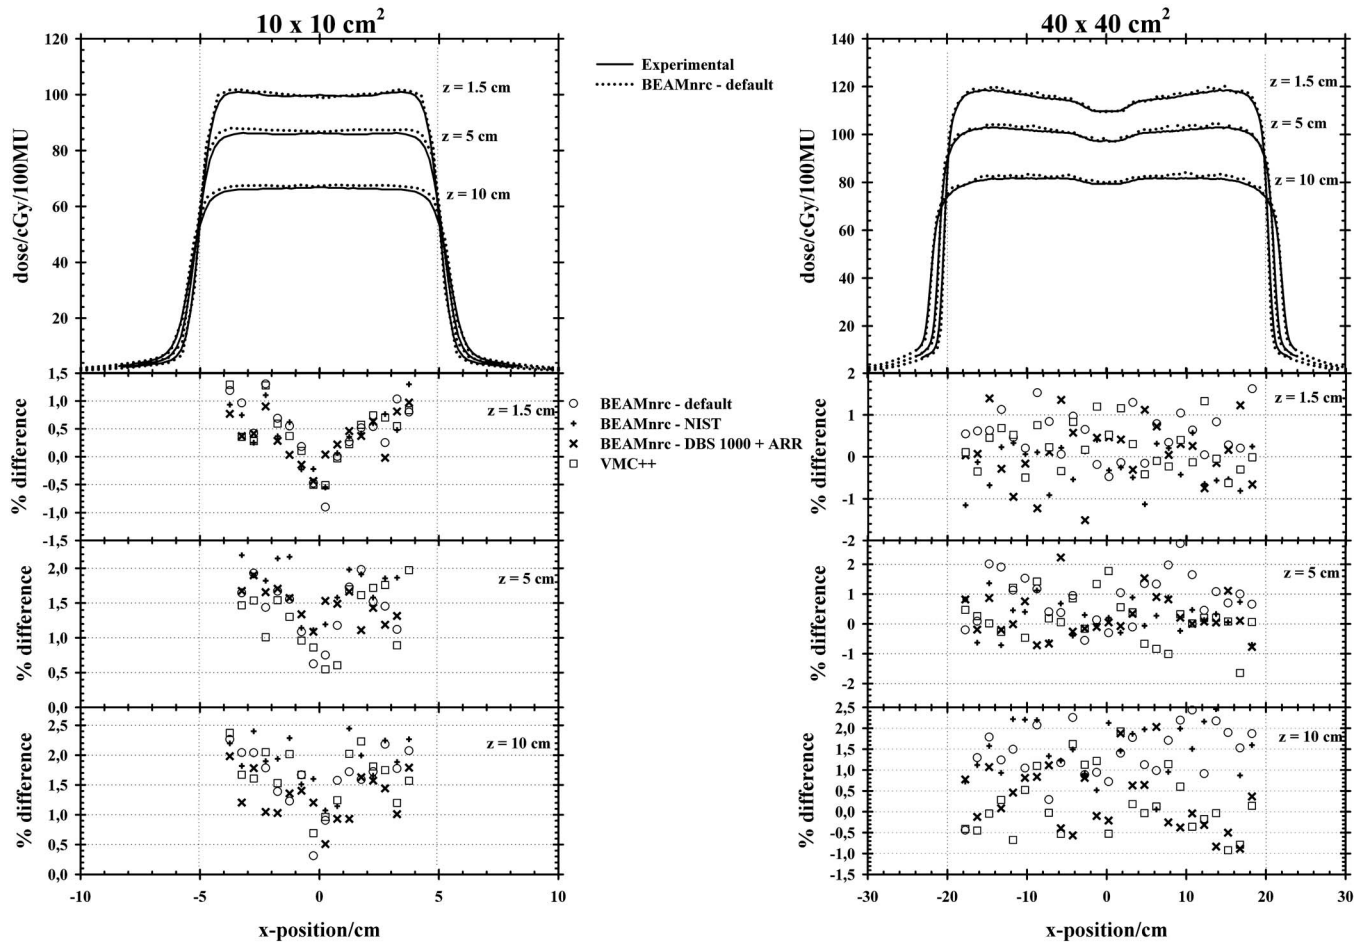 10 x 10 cm²
120
100
80
60
40
20
dose/cGy/100MU
z = 1.5 cm
z = 5 cm
z = 10 cm
Experimental
BEAMnrc - default
40 x 40 cm²
140
120
100
80
60
40
20
dose/cGy/100MU
z = 1.5 cm
z = 5 cm
z = 10 cm
1,5
1,0
0,5
0,0
-0,5
-1,0
-1,5
% difference
z = 1.5 cm
BEAMnrc - default
BEAMnrc - NIST
BEAMnrc - DBS 1000 + ARR
VMC++
2
1
0
-1
-2
% difference
z = 1.5 cm
2,0
1,5
1,0
0,5
0,0
% difference
z = 5 cm
2
1
0
-1
-2
% difference
z = 5 cm
2,5
2,0
1,5
1,0
0,5
0,0
% difference
z = 10 cm
2,5
2,0
1,5
1,0
0,5
0,0
-0,5
-1,0
-1,5
% difference
z = 10 cm
-10 -5 0 5 10
x-position/cm
-30 -20 -10 0 10 20 30
x-position/cm